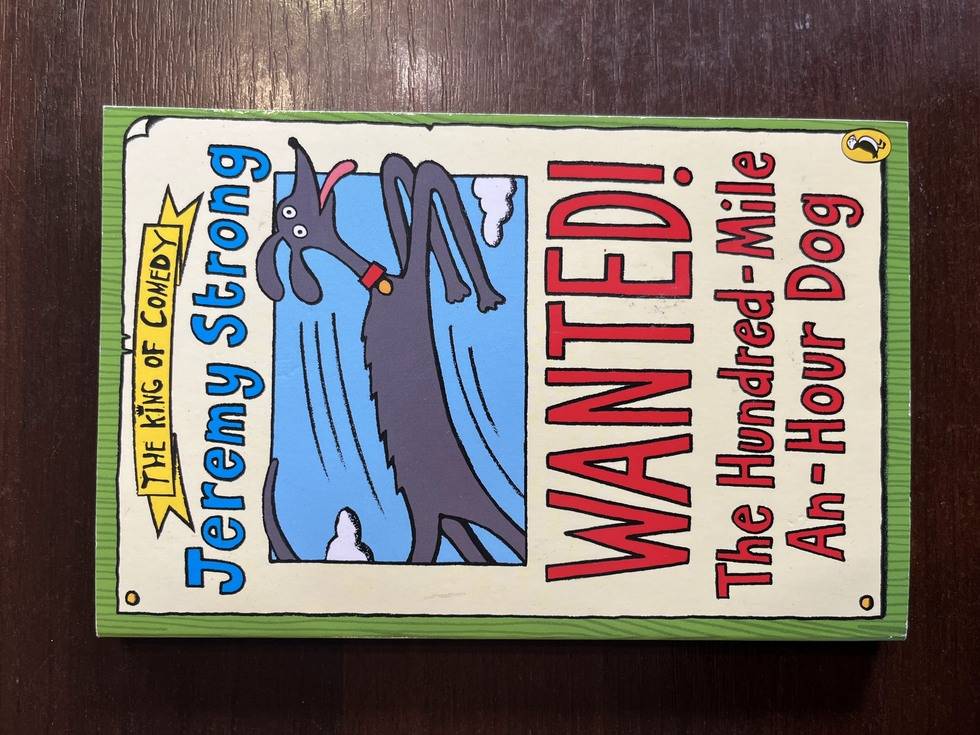 THE KING OF COMEDY
Jeremy Strong
WANTED!
The Hundred-Mile
An-Hour Dog